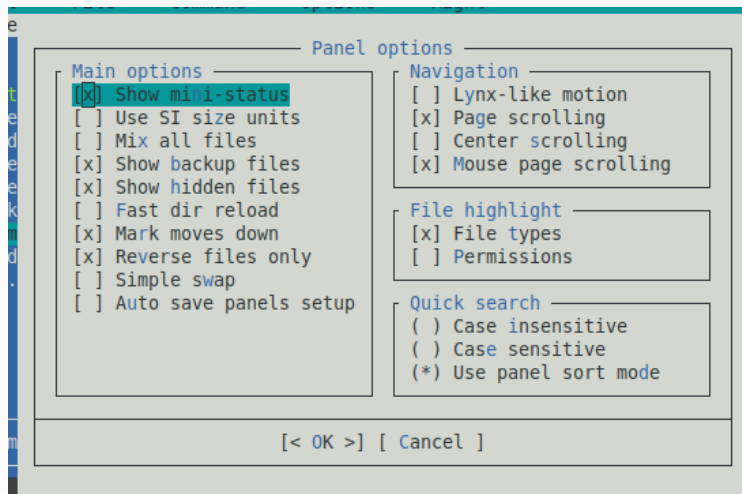 Panel options
Main options
[x] Show mini-status
[ ] Use SI size units
[ ] Mix all files
[x] Show backup files
[x] Show hidden files
[ ] Fast dir reload
[x] Mark moves down
[x] Reverse files only
[ ] Simple swap
[ ] Auto save panels setup
Navigation
[ ] Lynx-like motion
[x] Page scrolling
[ ] Center scrolling
[x] Mouse page scrolling
File highlight
[x] File types
[ ] Permissions
Quick search
( ) Case insensitive
( ) Case sensitive
(*) Use panel sort mode
[< OK >] [ Cancel ]